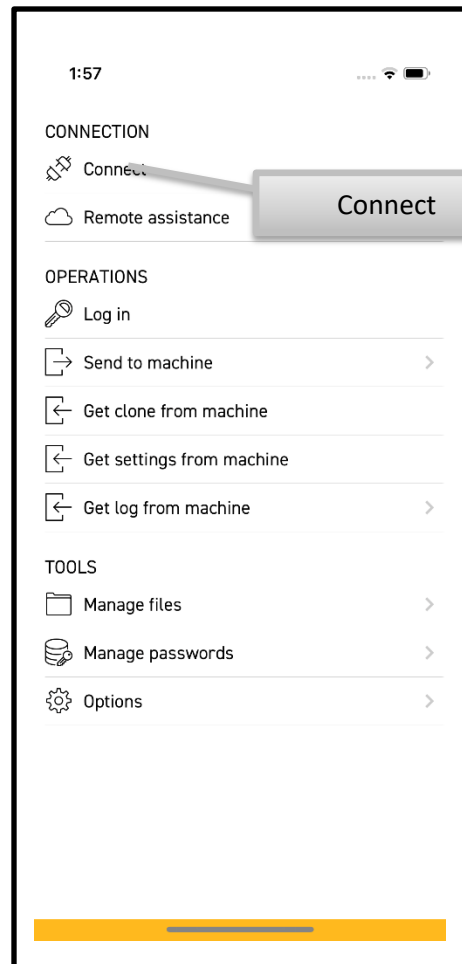 1:57
CONNECTION
Connect
Connect
Remote assistance
OPERATIONS
Log in
Send to machine
Get clone from machine
Get settings from machine
Get log from machine
TOOLS
Manage files
Manage passwords
Options